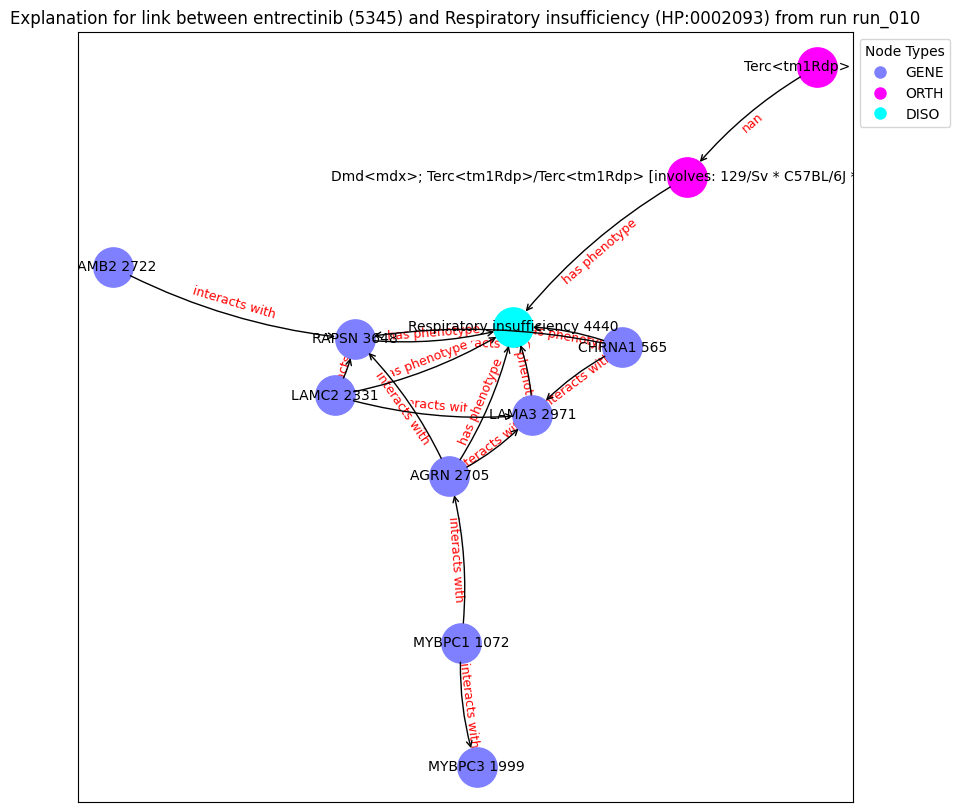 Explanation for link between entrectinib (5345) and Respiratory insufficiency (HP:0002093) from run run_010
Node Types
GENE
ORTH
DISO
Terc<tm1Rdp>
nan
Dmd<mdx>; Terc<tm1Rdp>/Terc<tm1Rdp> [involves: 129/Sv * C57BL/6J *
has phenotype
AMB2 2722
interacts with
Respiratory insufficiency 4440
has phenotype
RAPSN 3648
CHRNA1 565
has phenotype
interacts with
LAMC2 2331
interacts with
has phenotype
LAMA3 2971
interacts with
AGRN 2705
interacts with
MYBPC1 1072
interacts with
MYBPC3 1999